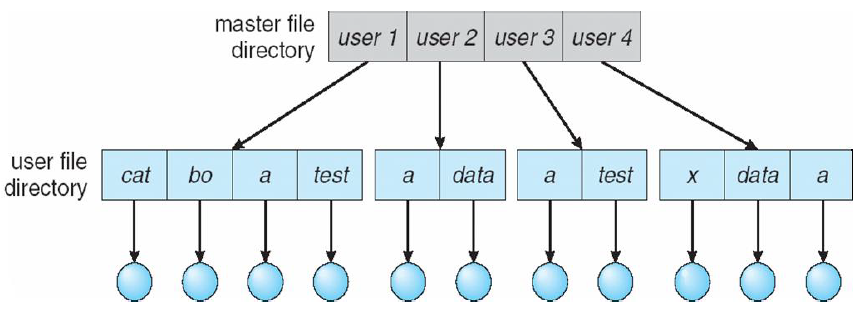 master file
directory
user 1 user 2 user 3 user 4
user file
directory
cat bo a test a data a test x data a